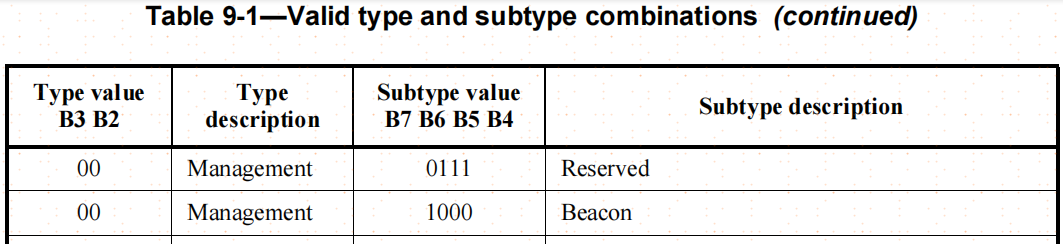 Table 9-1—Valid type and subtype combinations (continued)
Type value B3 B2 Type description Subtype value B7 B6 B5 B4 Subtype description
00 Management 0111 Reserved
00 Management 1000 Beacon